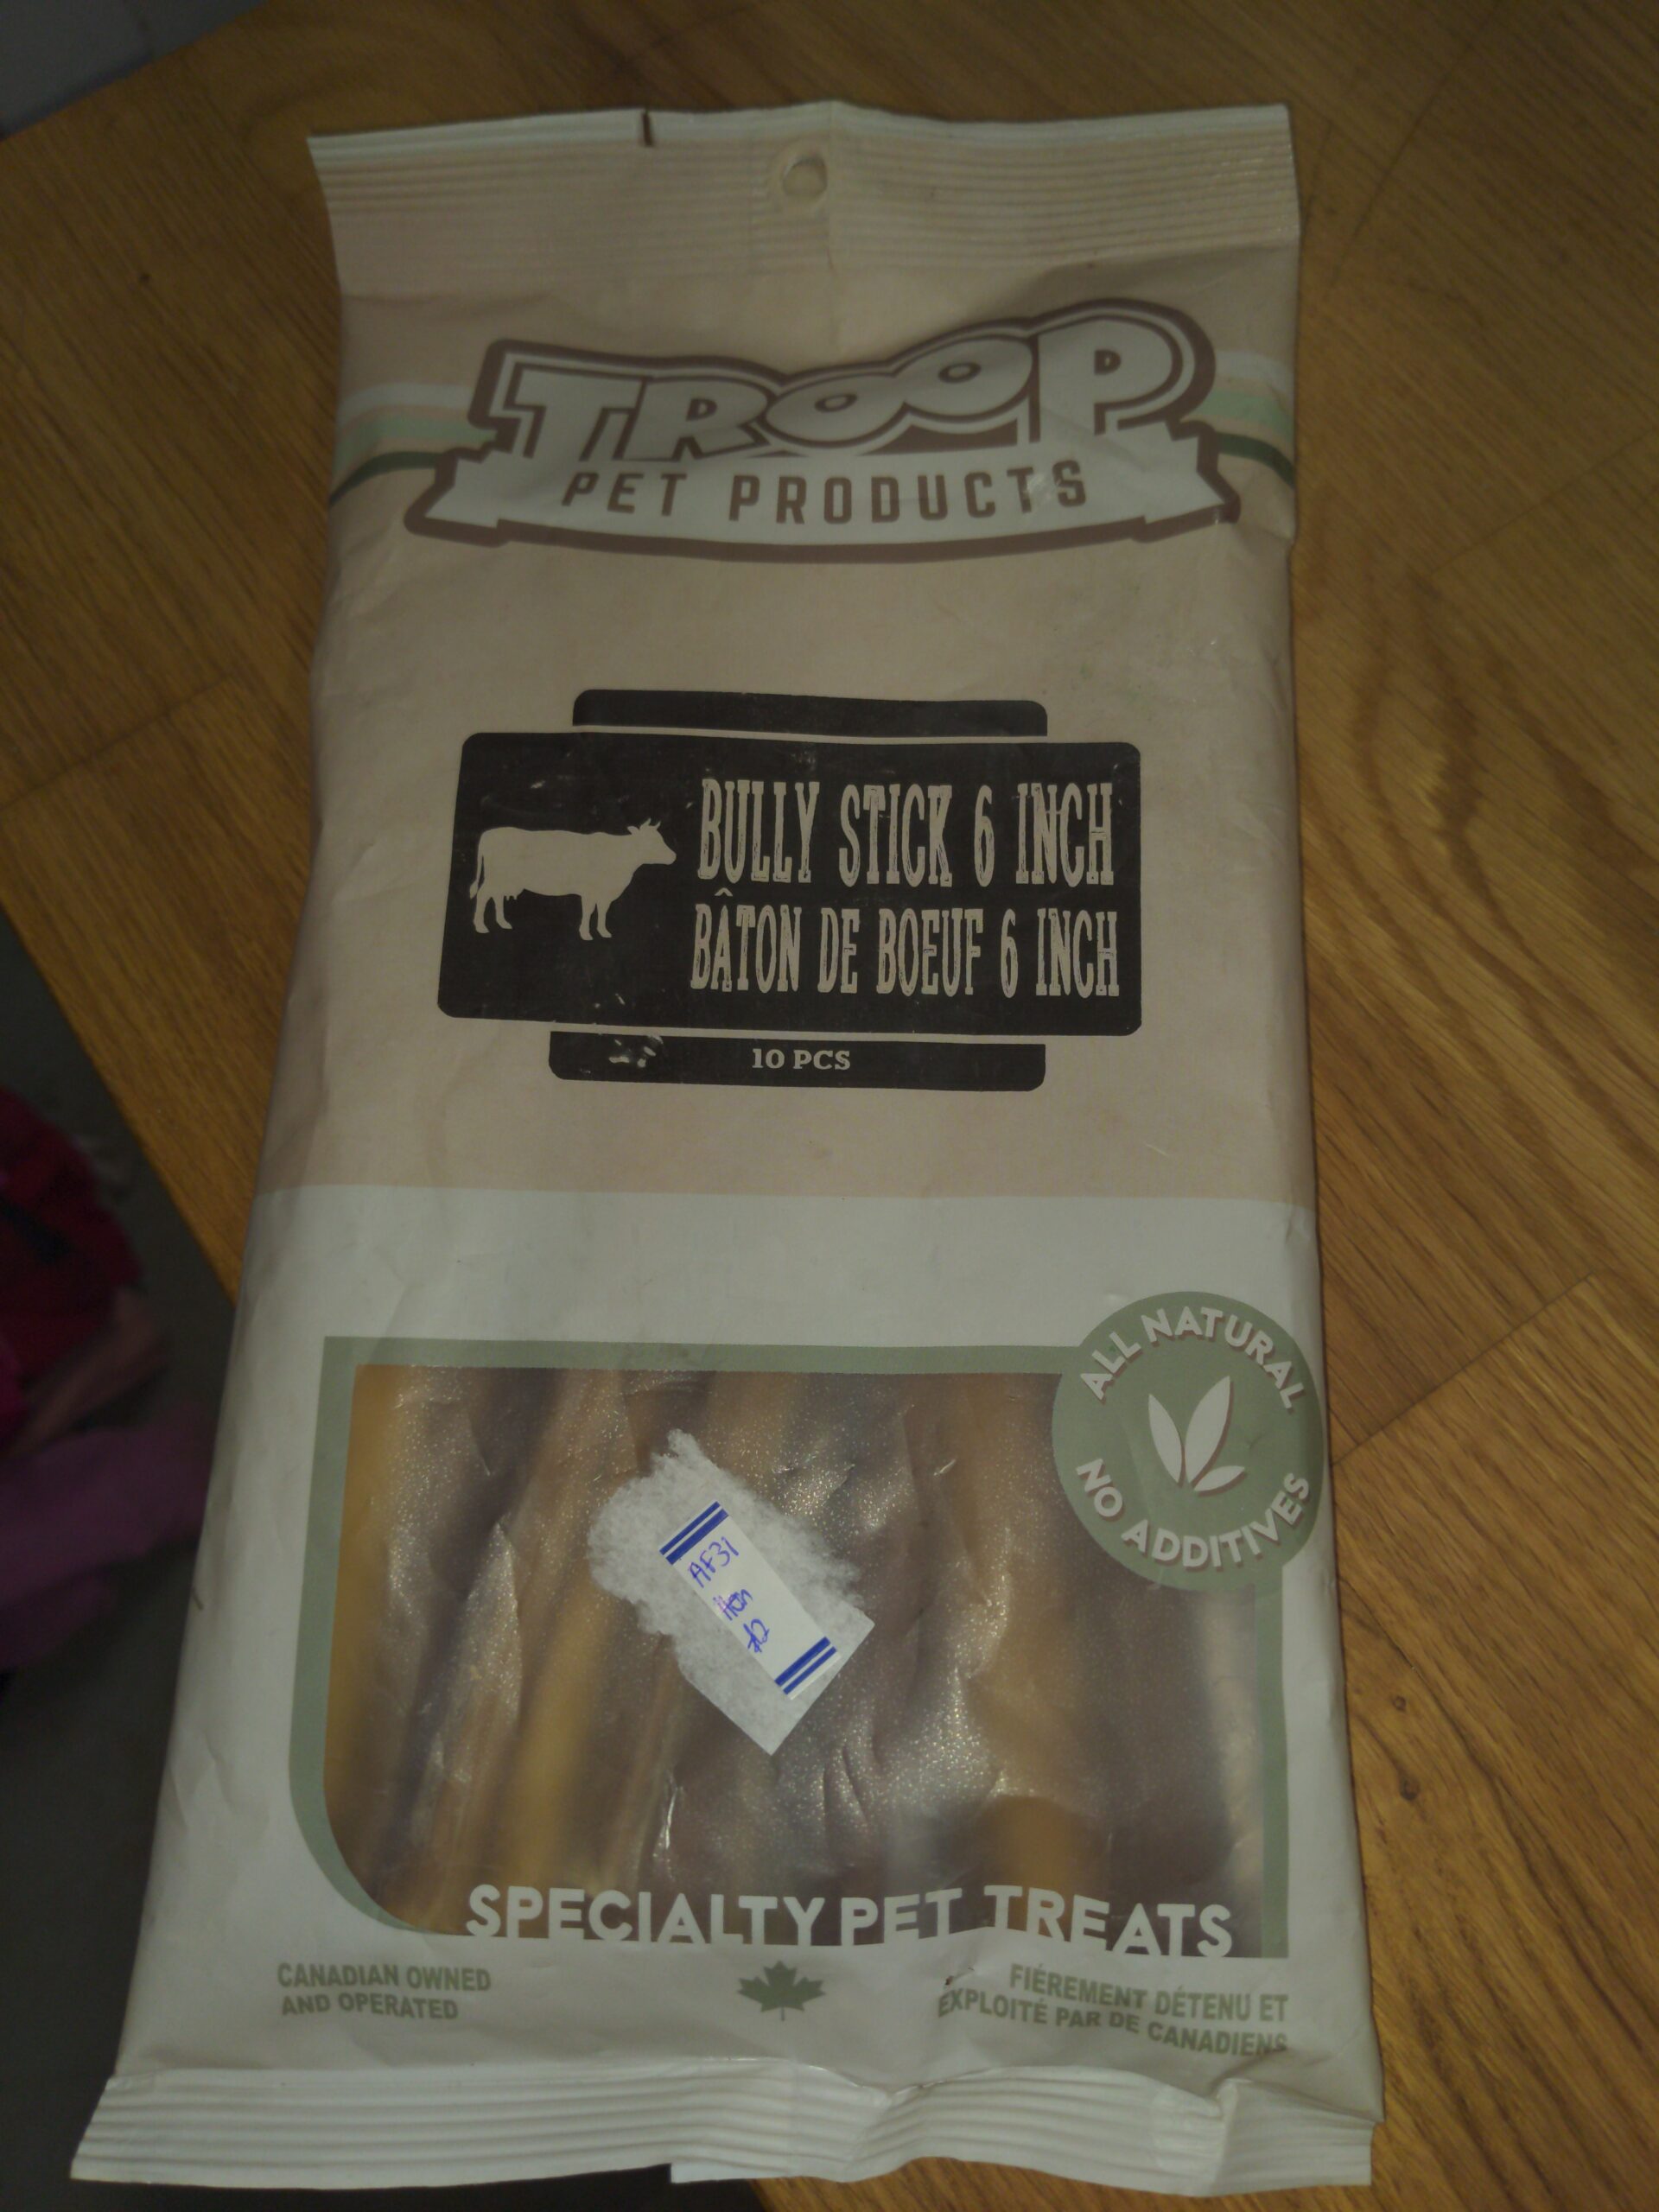 TROOP
PET PRODUCTS
BULLY STICK 6 INCH
BÂTON DE BOEUF 6 INCH
10 PCS
ALL NATURAL
NO ADDITIVES
AF31
SPECIALTY PET TREATS
CANADIAN OWNED
AND OPERATED
FIÈREMENT DÉTENU ET
EXPLOITÉ PAR DE CANADIENS